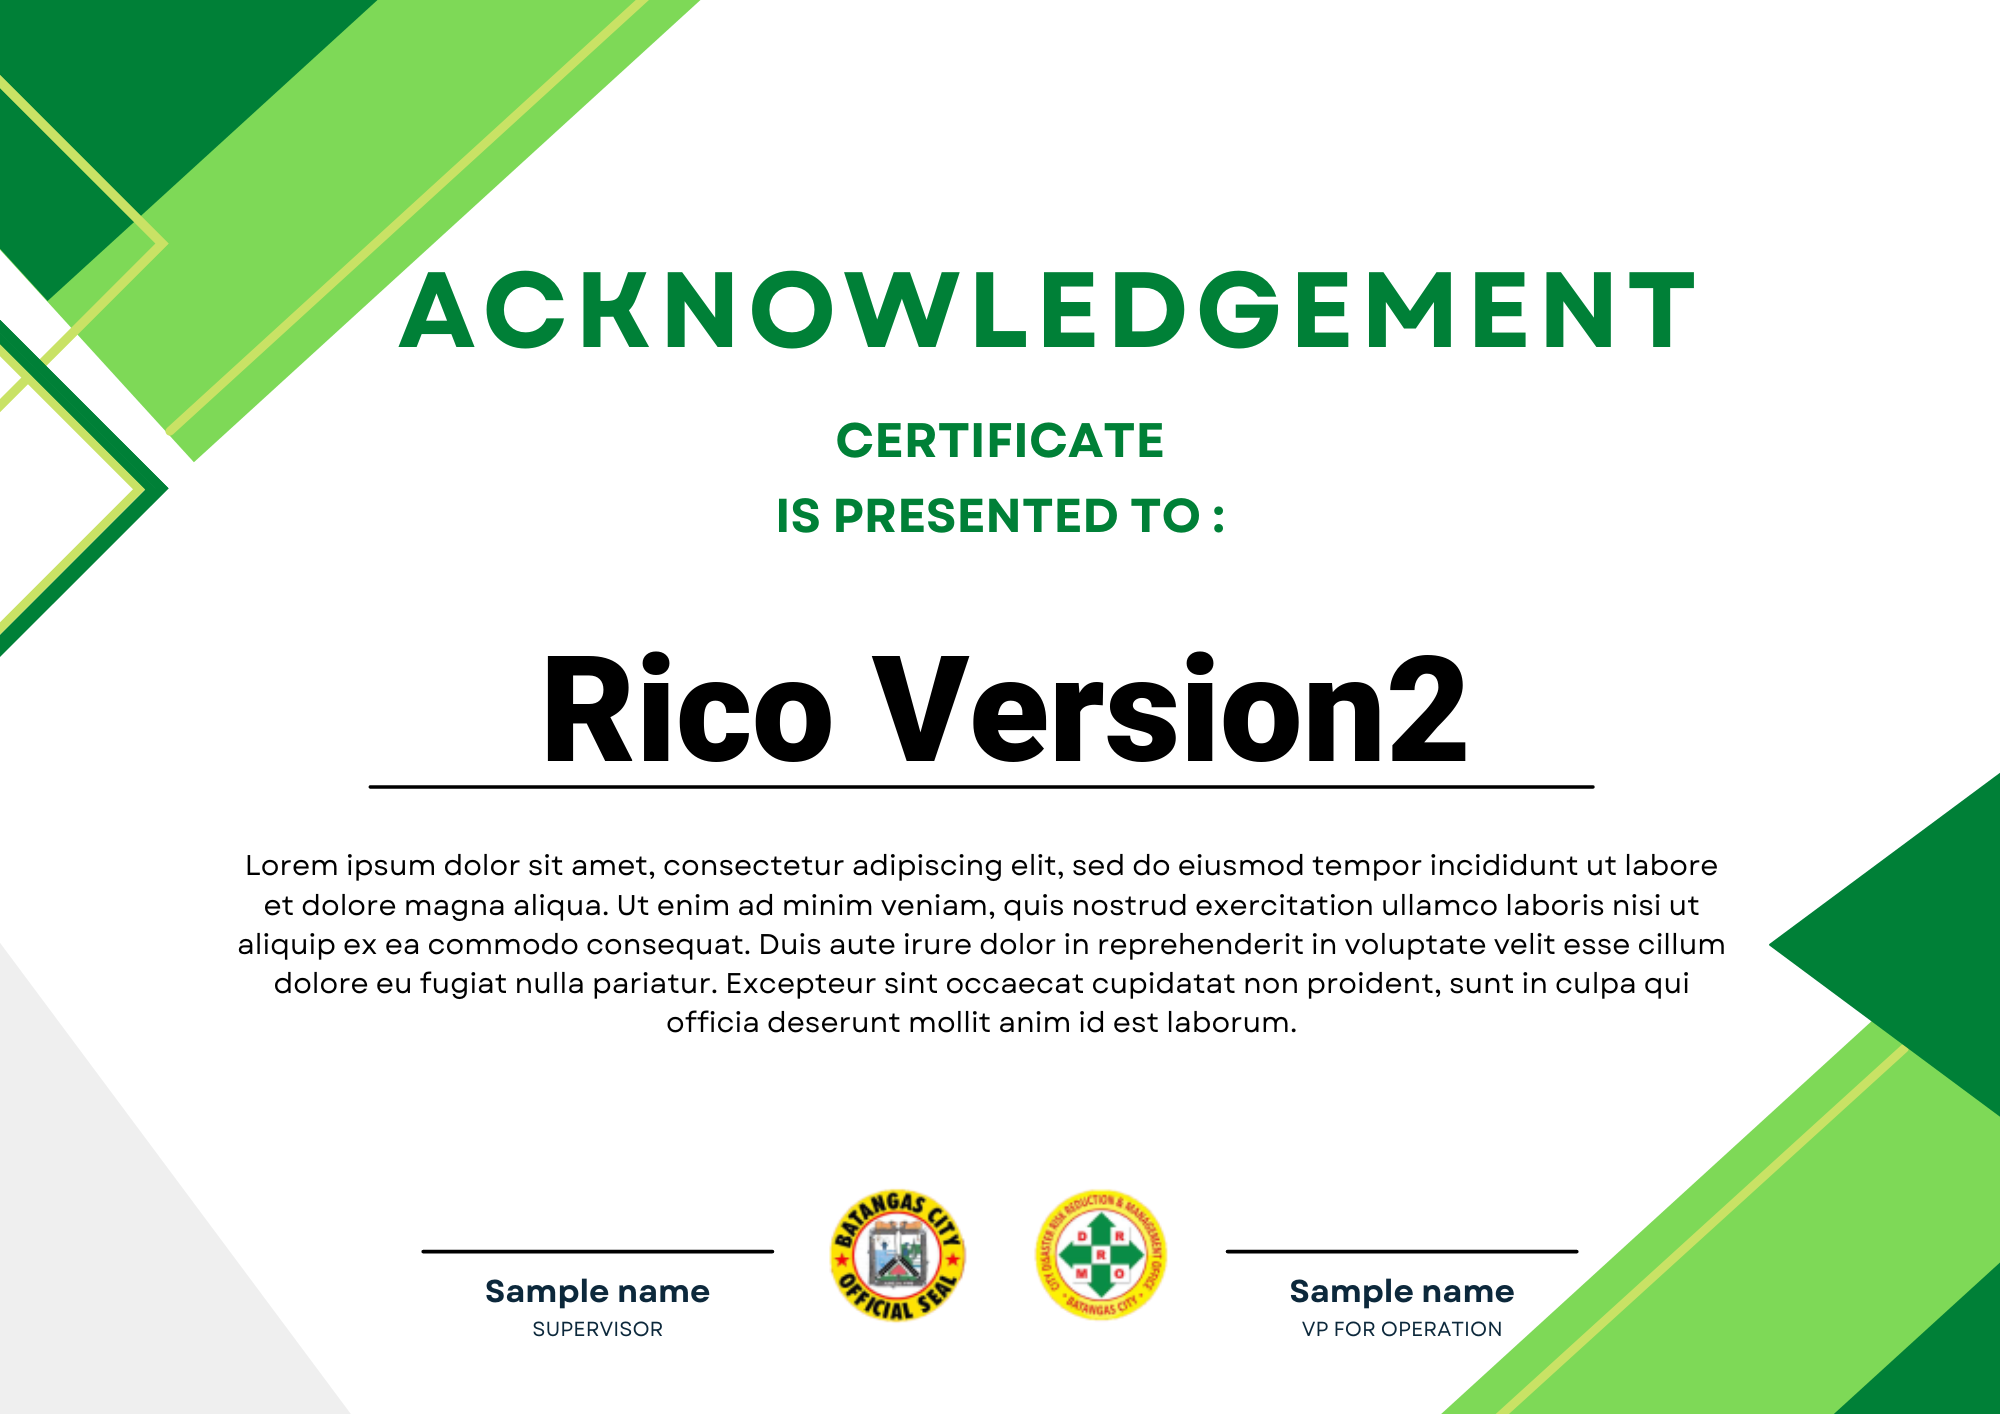 ACKNOWLEDGEMENT
CERTIFICATE
IS PRESENTED TO :
Rico Version2
Lorem ipsum dolor sit amet, consectetur adipiscing elit, sed do eiusmod tempor incididunt ut labore
et dolore magna aliqua. Ut enim ad minim veniam, quis nostrud exercitation ullamco laboris nisi ut
aliquip ex ea commodo consequat. Duis aute irure dolor in reprehenderit in voluptate velit esse cillum
dolore eu fugiat nulla pariatur. Excepteur sint occaecat cupidatat non proident, sunt in culpa qui
officia deserunt mollit anim id est laborum.
BATANGAS CITY
OFFICIAL SEAL
CITY DISASTER RISK REDUCTION & MANAGEMENT OFFICE
D R
R
M O
BATANGAS CITY
Sample name
SUPERVISOR
Sample name
VP FOR OPERATION